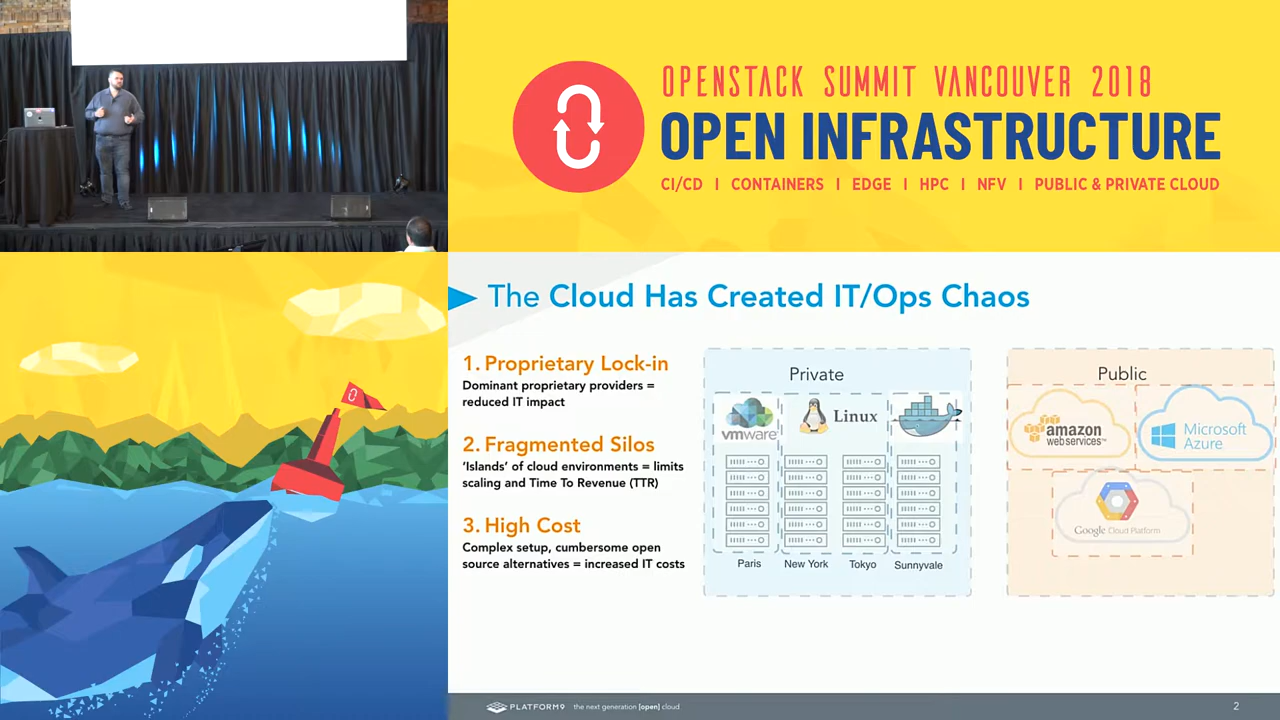 OPENSTACK SUMMIT VANCOUVER 2018
OPEN INFRASTRUCTURE
CI/CD | CONTAINERS | EDGE | HPC | NFV | PUBLIC & PRIVATE CLOUD
The Cloud Has Created IT/Ops Chaos
1. Proprietary Lock-in
Dominant proprietary providers =
reduced IT impact
2. Fragmented Silos
‘Islands’ of cloud environments = limits
scaling and Time To Revenue (TTR)
3. High Cost
Complex setup, cumbersome open
source alternatives = increased IT costs
Private
vmware
Linux
Paris
New York
Tokyo
Sunnyvale
Public
amazon
webservices™
Microsoft
Azure
Google Cloud Platform
PLATFORM9
the next generation [open] cloud
2